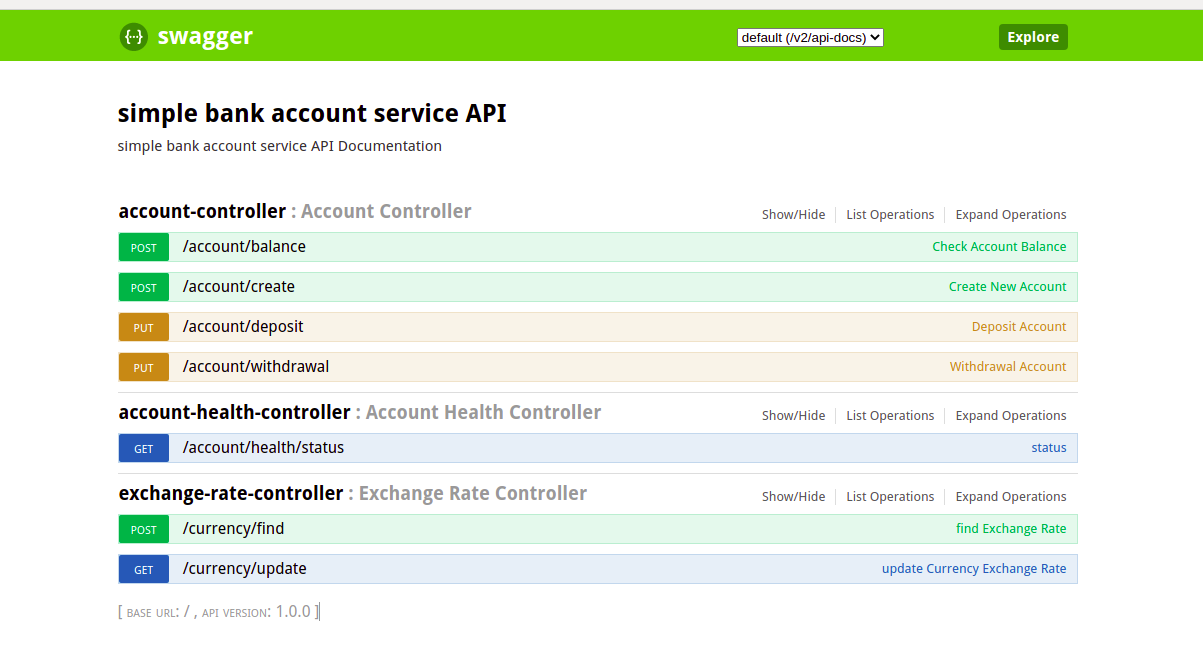 {··} swagger default (/v2/api-docs) Explore
simple bank account service API
simple bank account service API Documentation
account-controller : Account Controller Show/Hide List Operations Expand Operations
POST /account/balance Check Account Balance
POST /account/create Create New Account
PUT /account/deposit Deposit Account
PUT /account/withdrawal Withdrawal Account
account-health-controller : Account Health Controller Show/Hide List Operations Expand Operations
GET /account/health/status status
exchange-rate-controller : Exchange Rate Controller Show/Hide List Operations Expand Operations
POST /currency/find find Exchange Rate
GET /currency/update update Currency Exchange Rate
[ BASE URL: / , API VERSION: 1.0.0 ]